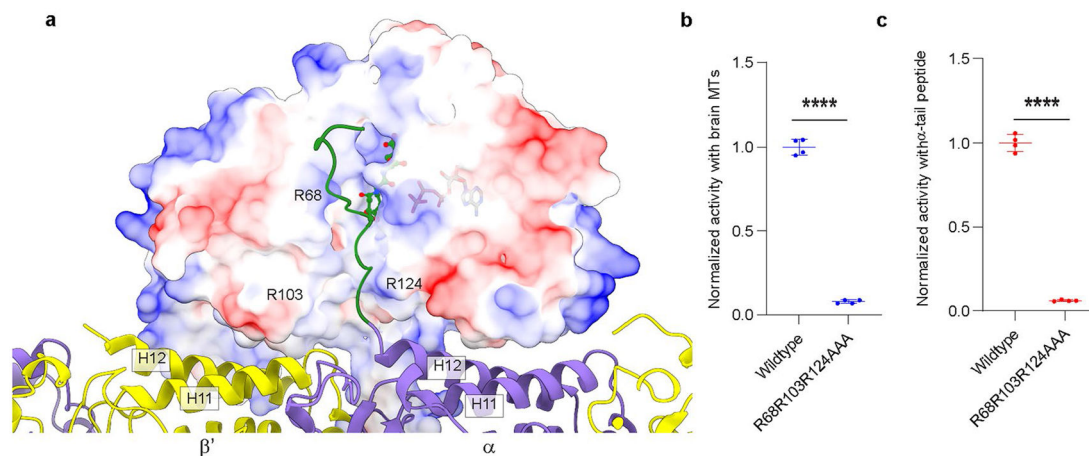 a
R68
R103
R124
H12
H11
H12
H11
β'
α
b
Normalized activity with brain MTs
1.5
1.0
0.5
0.0
****
Wildtype
R68R103R124AAA
c
Normalized activity withα-tail peptide
1.5
1.0
0.5
0.0
****
Wildtype
R68R103R124AAA